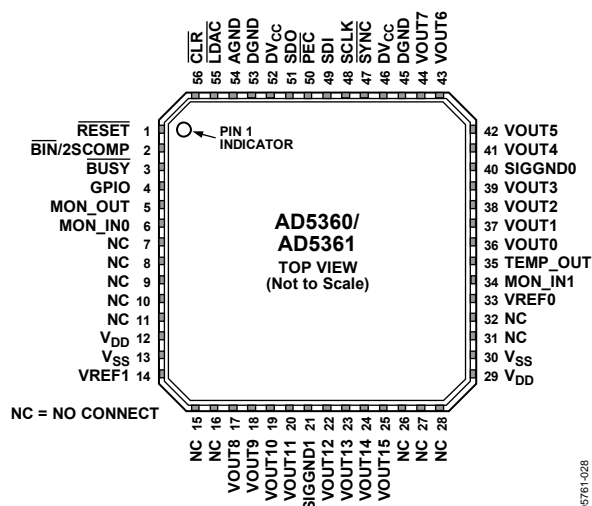 CLR
LDAC
AGND
DGND
DVCC
SDO
PEC
SDI
SCLK
SYNC
DVCC
DGND
VOUT7
VOUT6
56
55
54
53
52
51
50
49
48
47
46
45
44
43
RESET 1
BIN/2SCOMP 2
BUSY 3
GPIO 4
MON_OUT 5
MON_IN0 6
NC 7
NC 8
NC 9
NC 10
NC 11
VDD 12
VSS 13
VREF1 14
PIN 1
INDICATOR
AD5360/
AD5361
TOP VIEW
(Not to Scale)
42 VOUT5
41 VOUT4
40 SIGGND0
39 VOUT3
38 VOUT2
37 VOUT1
36 VOUT0
35 TEMP_OUT
34 MON_IN1
33 VREF0
32 NC
31 NC
30 VSS
29 VDD
NC = NO CONNECT
NC 15
NC 16
VOUT8 17
VOUT9 18
VOUT10 19
VOUT11 20
SIGGND1 21
VOUT12 22
VOUT13 23
VOUT14 24
VOUT15 25
NC 26
NC 27
NC 28
05761-028